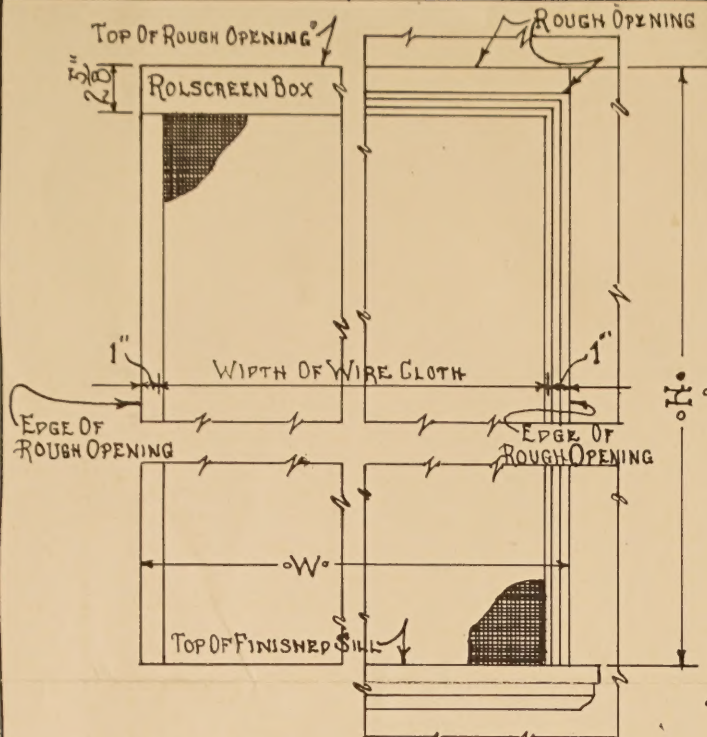 TOP OF ROUGH OPENING
ROUGH OPENING
2 5/8"
ROLSCREEN BOX
1"
WIDTH OF WIRE CLOTH
1"
°H°
EDGE OF
ROUGH OPENING
EDGE OF
ROUGH OPENING
°W°
TOP OF FINISHED SILL